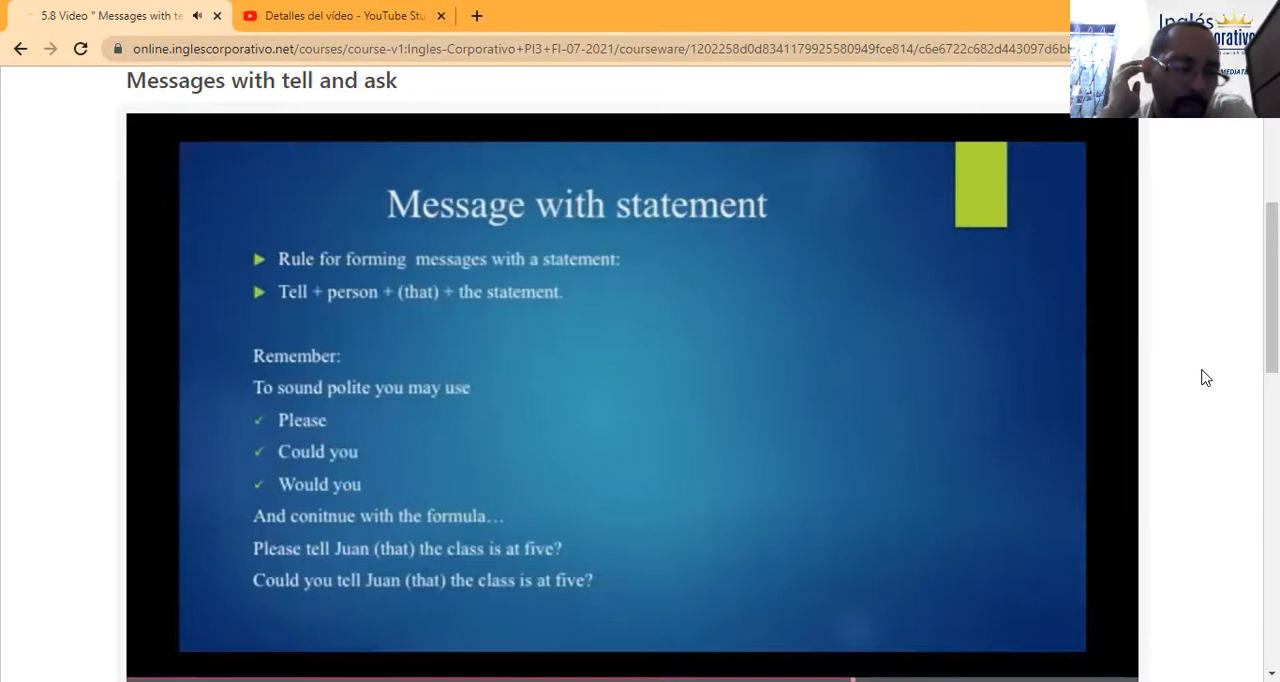 5.8 Video " Messages with te
Detalles del vídeo - YouTube Stu
online.inglescorporativo.net/courses/course-v1:Ingles-Corporativo+PI3+FI-07-2021/courseware/1202258d0d8341179925580949fce814/c6e6722c682d443097d6bb
Inglés
Messages with tell and ask
Message with statement
Rule for forming messages with a statement:
Tell + person + (that) + the statement.
Remember:
To sound polite you may use
Please
Could you
Would you
And conitnue with the formula...
Please tell Juan (that) the class is at five?
Could you tell Juan (that) the class is at five?